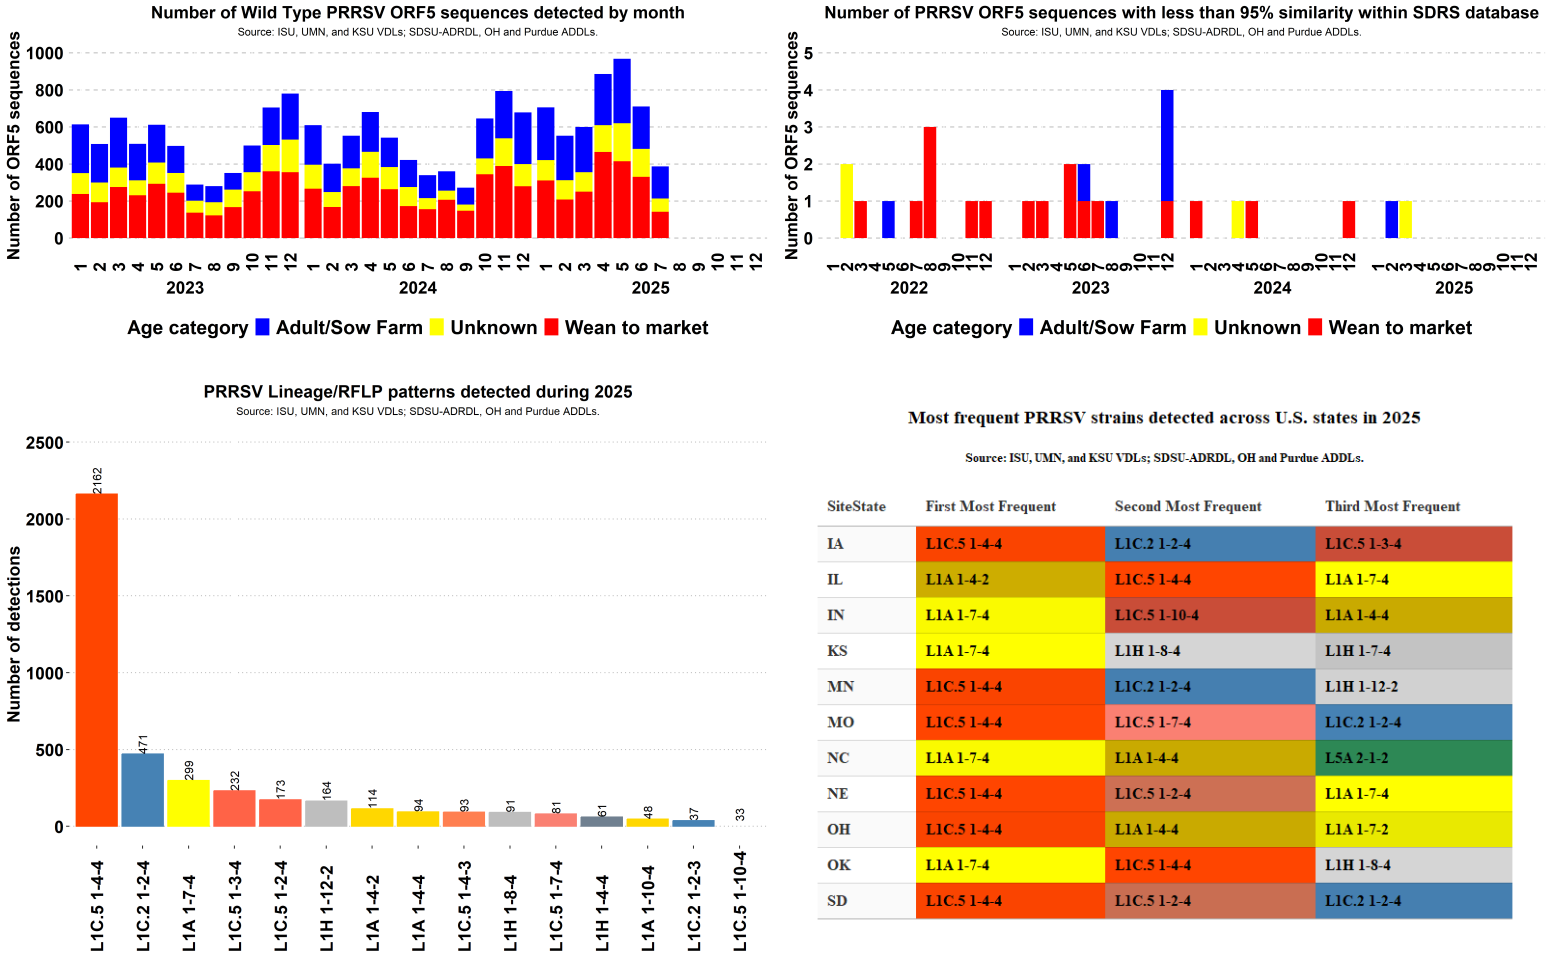 Number of Wild Type PRRSV ORF5 sequences detected by month
Source: ISU, UMN, and KSU VDLs; SDSU-ADRDL, OH and Purdue ADDLs.
Number of ORF5 sequences
1000
800
600
400
200
0
1 2 3 4 5 6 7 8 9 10 11 12 1 2 3 4 5 6 7 8 9 10 11 12 1 2 3 4 5 6 7 8 9 10 11 12
2023 2024 2025
Age category Adult/Sow Farm Unknown Wean to market
Number of PRRSV ORF5 sequences with less than 95% similarity within SDRS database
Source: ISU, UMN, and KSU VDLs; SDSU-ADRDL, OH and Purdue ADDLs.
Number of ORF5 sequences
5
4
3
2
1
0
1 2 3 4 5 6 7 8 9 10 11 12 1 2 3 4 5 6 7 8 9 10 11 12 1 2 3 4 5 6 7 8 9 10 11 12 1 2 3 4 5 6 7 8 9 10 11 12
2022 2023 2024 2025
Age category Adult/Sow Farm Unknown Wean to market
PRRSV Lineage/RFLP patterns detected during 2025
Source: ISU, UMN, and KSU VDLs; SDSU-ADRDL, OH and Purdue ADDLs.
Number of detections
2500
2000
1500
1000
500
0
2162 471 299 232 173 164 114 94 93 91 81 61 48 37 33
L1C.5 1-4-4
L1C.2 1-2-4
L1A 1-7-4
L1C.5 1-3-4
L1C.5 1-2-4
L1H 1-12-2
L1A 1-4-2
L1A 1-4-4
L1C.5 1-4-3
L1H 1-8-4
L1C.5 1-7-4
L1H 1-4-4
L1A 1-10-4
L1C.2 1-2-3
L1C.5 1-10-4
Most frequent PRRSV strains detected across U.S. states in 2025
Source: ISU, UMN, and KSU VDLs; SDSU-ADRDL, OH and Purdue ADDLs.
SiteState First Most Frequent Second Most Frequent Third Most Frequent
IA L1C.5 1-4-4 L1C.2 1-2-4 L1C.5 1-3-4
IL L1A 1-4-2 L1C.5 1-4-4 L1A 1-7-4
IN L1A 1-7-4 L1C.5 1-10-4 L1A 1-4-4
KS L1A 1-7-4 L1H 1-8-4 L1H 1-7-4
MN L1C.5 1-4-4 L1C.2 1-2-4 L1H 1-12-2
MO L1C.5 1-4-4 L1C.5 1-7-4 L1C.2 1-2-4
NC L1A 1-7-4 L1A 1-4-4 L5A 2-1-2
NE L1C.5 1-4-4 L1C.5 1-2-4 L1A 1-7-4
OH L1C.5 1-4-4 L1A 1-4-4 L1A 1-7-2
OK L1A 1-7-4 L1C.5 1-4-4 L1H 1-8-4
SD L1C.5 1-4-4 L1C.5 1-2-4 L1C.2 1-2-4